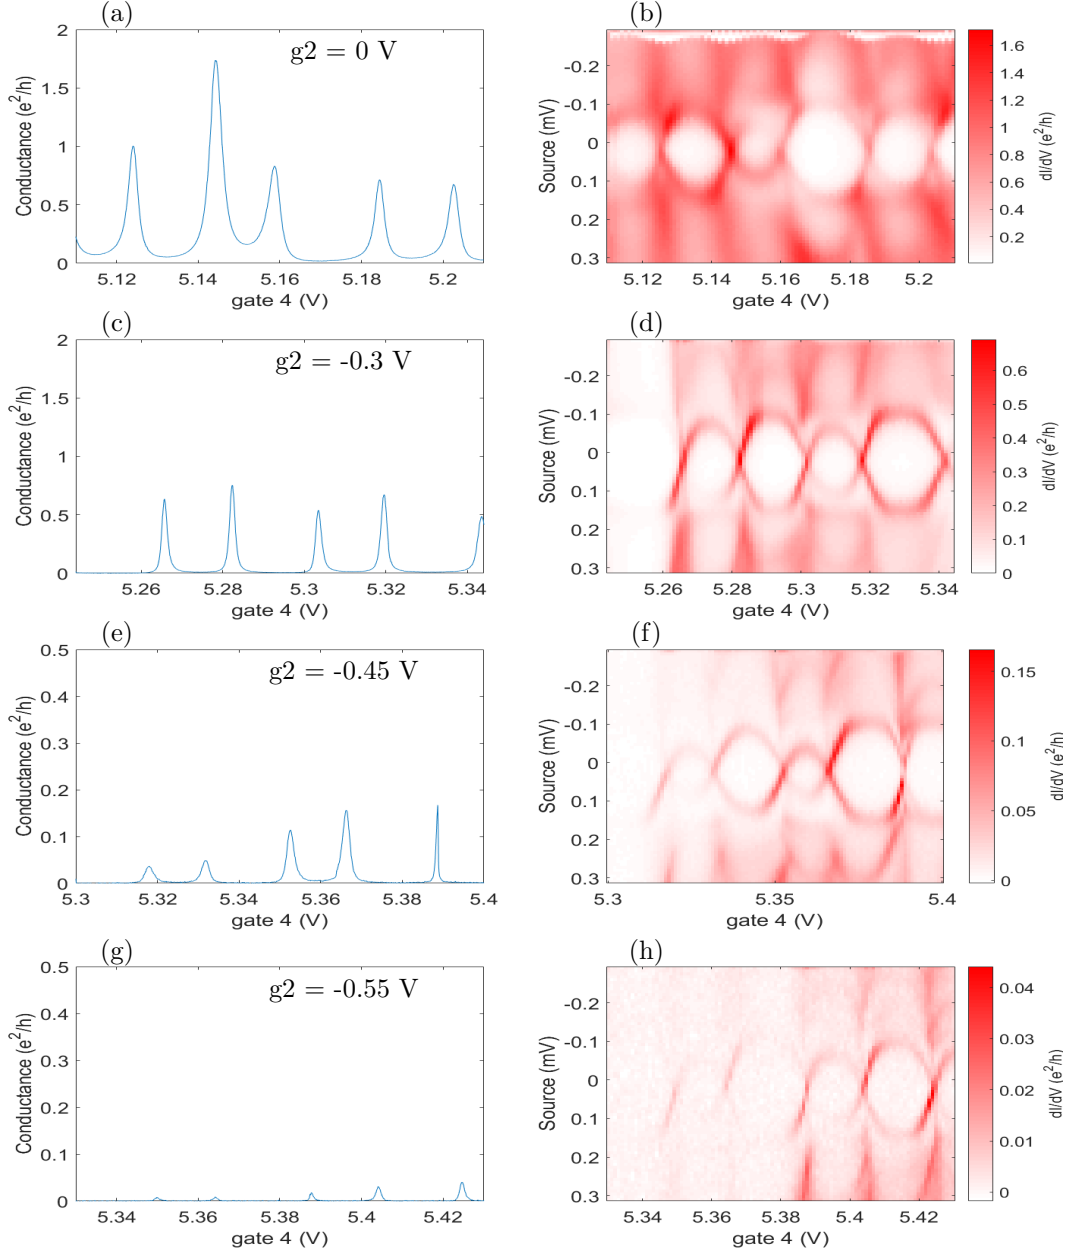 (a)
g2 = 0 V
2
1.5
1
0.5
0
Conductance (e²/h)
5.12 5.14 5.16 5.18 5.2
gate 4 (V)
(b)
-0.2
-0.1
0
0.1
0.2
0.3
Source (mV)
5.12 5.14 5.16 5.18 5.2
gate 4 (V)
1.6
1.4
1.2
1.0
0.8
0.6
0.4
0.2
dI/dV (e²/h)
(c)
g2 = -0.3 V
2
1.5
1
0.5
0
Conductance (e²/h)
5.26 5.28 5.3 5.32 5.34
gate 4 (V)
(d)
-0.2
-0.1
0
0.1
0.2
0.3
Source (mV)
5.26 5.28 5.3 5.32 5.34
gate 4 (V)
0.6
0.5
0.4
0.3
0.2
0.1
0
dI/dV (e²/h)
(e)
g2 = -0.45 V
0.5
0.4
0.3
0.2
0.1
0
Conductance (e²/h)
5.3 5.32 5.34 5.36 5.38 5.4
gate 4 (V)
(f)
-0.2
-0.1
0
0.1
0.2
0.3
Source (mV)
5.3 5.35 5.4
gate 4 (V)
0.15
0.1
0.05
0
dI/dV (e²/h)
(g)
g2 = -0.55 V
0.5
0.4
0.3
0.2
0.1
0
Conductance (e²/h)
5.34 5.36 5.38 5.4 5.42
gate 4 (V)
(h)
-0.2
-0.1
0
0.1
0.2
0.3
Source (mV)
5.34 5.36 5.38 5.4 5.42
gate 4 (V)
0.04
0.03
0.02
0.01
0
dI/dV (e²/h)